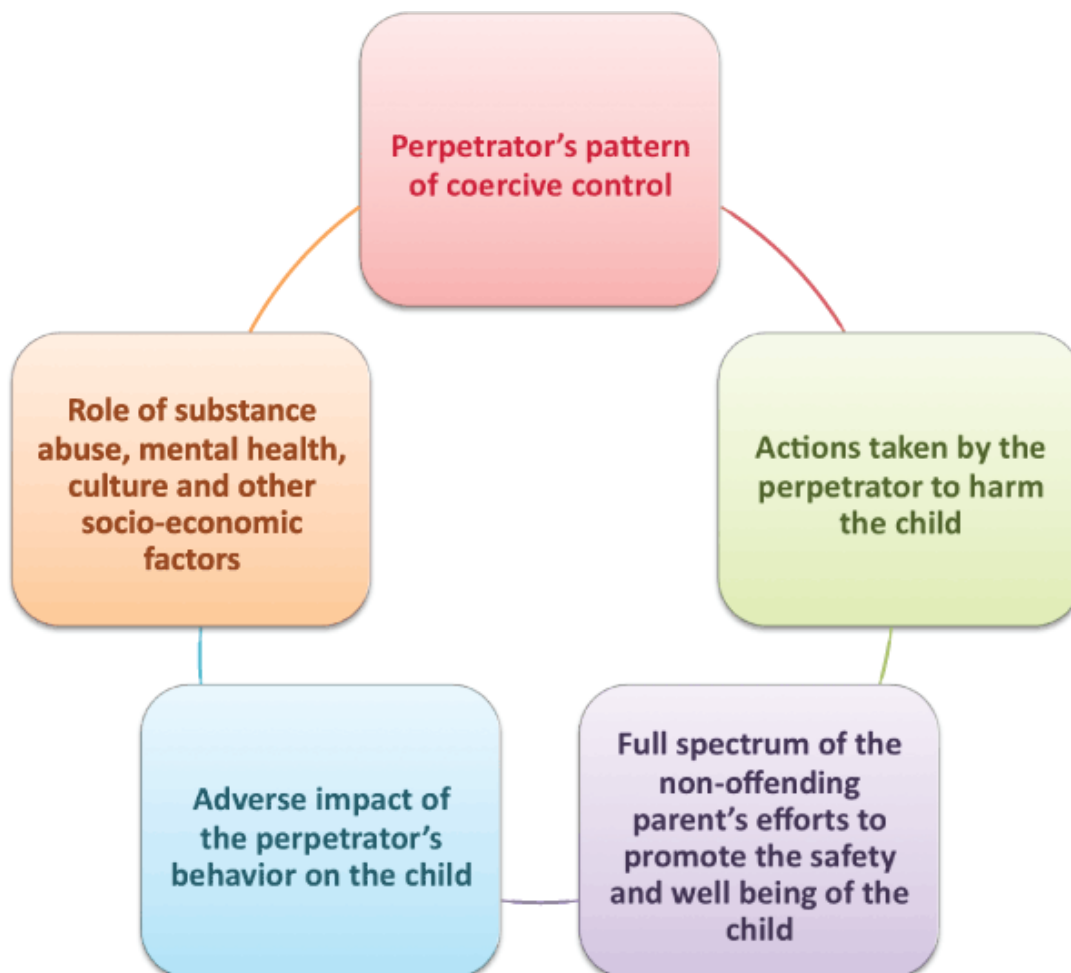 Perpetrator's pattern
of coercive control
Actions taken by the
perpetrator to harm
the child
Full spectrum of the
non-offending
parent's efforts to
promote the safety
and well being of the
child
Adverse impact of
the perpetrator's
behavior on the child
Role of substance
abuse, mental health,
culture and other
socio-economic
factors